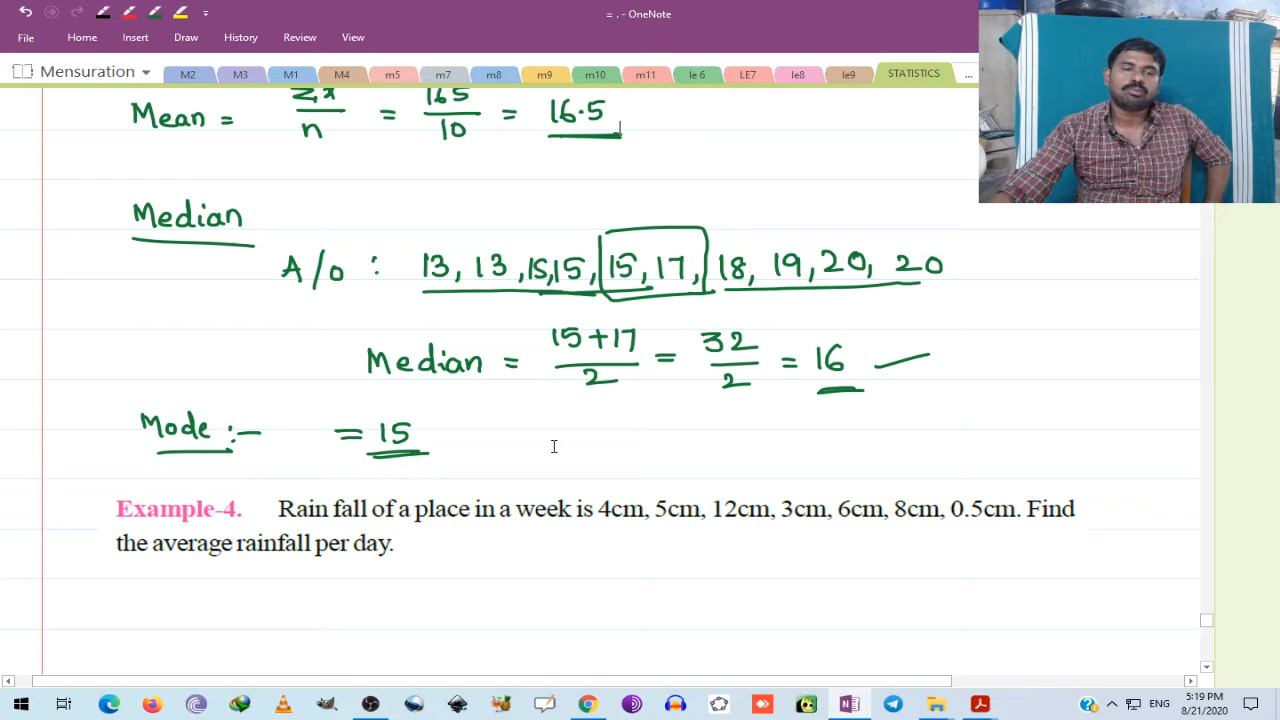 = , - OneNote
File Home Insert Draw History Review View
Mensuration M2 M3 M1 M4 m5 m7 m8 m9 m10 m11 le 6 LE7 le8 le9 STATISTICS ...
Mean = Σx/n = 165/10 = 16.5
Median
A/o : 13, 13, 15, 15, 15, 17, 18, 19, 20, 20
Median = 15+17/2 = 32/2 = 16
Mode :- = 15
Example-4. Rain fall of a place in a week is 4cm, 5cm, 12cm, 3cm, 6cm, 8cm, 0.5cm. Find
the average rainfall per day.
ENG 5:19 PM
8/21/2020